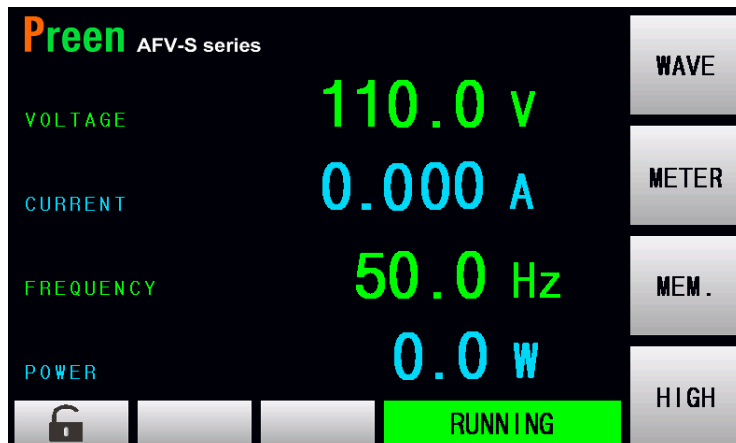 Preen AFV-S series
WAVE
VOLTAGE 110.0 V
METER
CURRENT 0.000 A
FREQUENCY 50.0 Hz
MEM.
POWER 0.0 W
HIGH
RUNNING